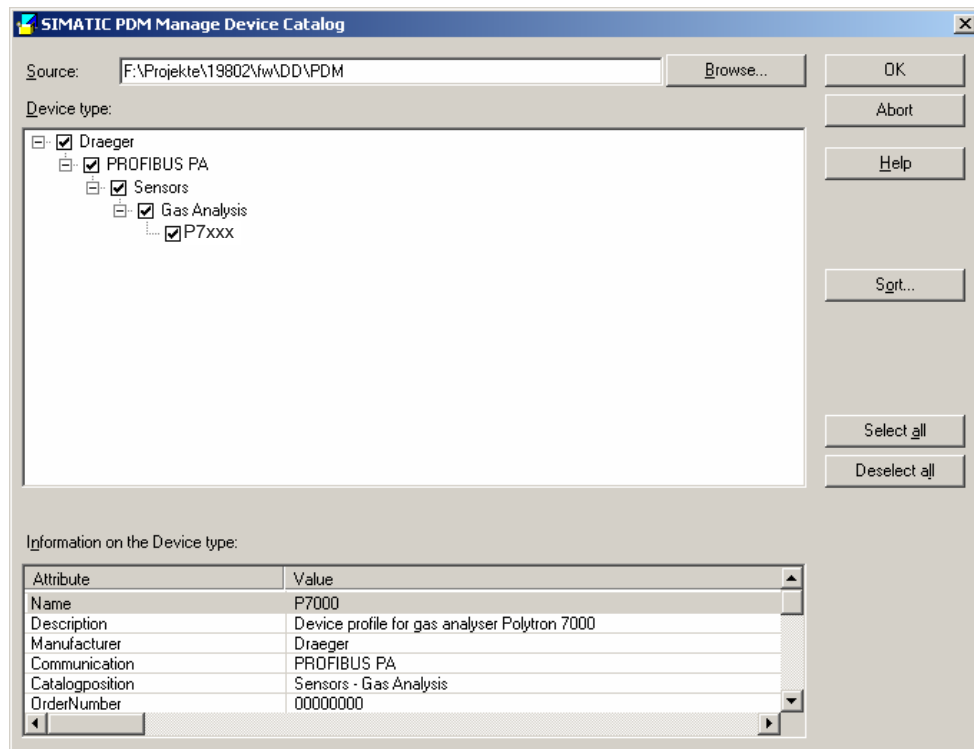 SIMATIC PDM Manage Device Catalog
Source: F:\Projekte\19802\fw\DD\PDM Browse... OK
Device type: Abort
Draeger
PROFIBUS PA Help
Sensors
Gas Analysis
P7xxx
Sort...
Select all
Deselect all
Information on the Device type:
Attribute Value
Name P7000
Description Device profile for gas analyser Polytron 7000
Manufacturer Draeger
Communication PROFIBUS PA
Catalogposition Sensors - Gas Analysis
OrderNumber 00000000